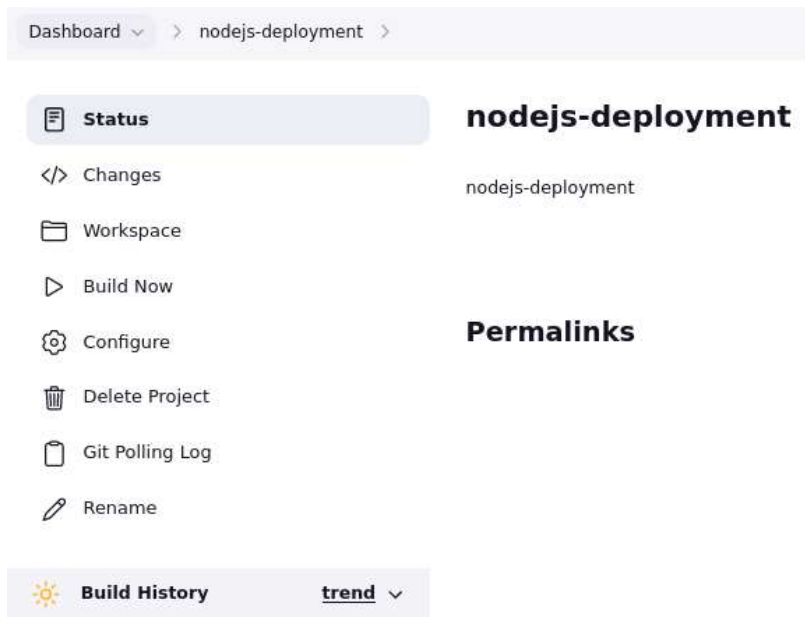 Dashboard nodejs-deployment
Status
Changes
Workspace
Build Now
Configure
Delete Project
Git Polling Log
Rename
Build History trend
nodejs-deployment
nodejs-deployment
Permalinks